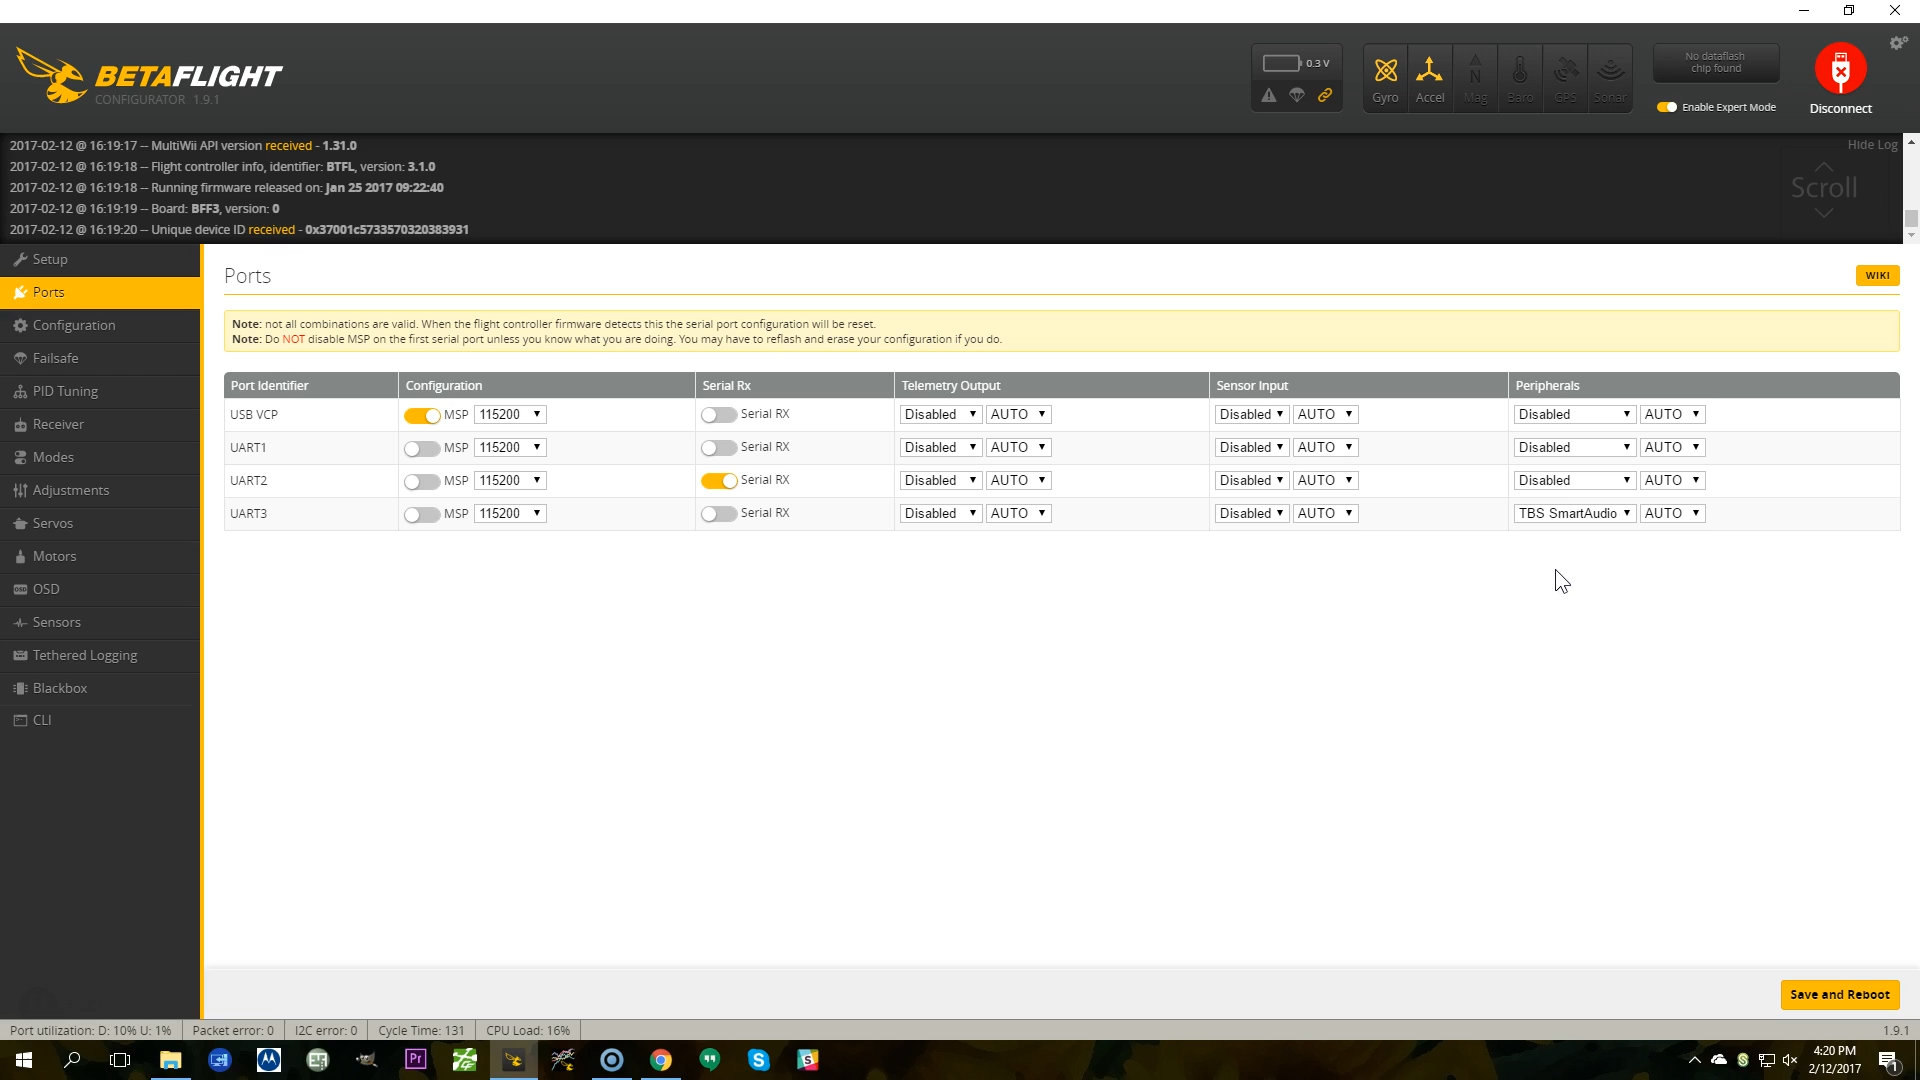 BETAFLIGHT
CONFIGURATOR 1.9.1
0.3 V
Gyro
Accel
Mag
Baro
GPS
Sonar
No dataflash
chip found
Enable Expert Mode
Disconnect
2017-02-12 @ 16:19:17 -- MultiWii API version received - 1.31.0
2017-02-12 @ 16:19:18 -- Flight controller info, identifier: BTFL, version: 3.1.0
2017-02-12 @ 16:19:18 -- Running firmware released on: Jan 25 2017 09:22:40
2017-02-12 @ 16:19:19 -- Board: BFF3, version: 0
2017-02-12 @ 16:19:20 -- Unique device ID received - 0x37001c5733570320383931
Hide Log
Scroll
Setup
Ports
Configuration
Failsafe
PID Tuning
Receiver
Modes
Adjustments
Servos
Motors
OSD
Sensors
Tethered Logging
Blackbox
CLI
Ports
WIKI
Note: not all combinations are valid. When the flight controller firmware detects this the serial port configuration will be reset.
Note: Do NOT disable MSP on the first serial port unless you know what you are doing. You may have to reflash and erase your configuration if you do.
Port Identifier Configuration Serial Rx Telemetry Output Sensor Input Peripherals
USB VCP MSP 115200 Serial RX Disabled AUTO Disabled AUTO Disabled AUTO
UART1 MSP 115200 Serial RX Disabled AUTO Disabled AUTO Disabled AUTO
UART2 MSP 115200 Serial RX Disabled AUTO Disabled AUTO Disabled AUTO
UART3 MSP 115200 Serial RX Disabled AUTO Disabled AUTO TBS SmartAudio AUTO
Save and Reboot
Port utilization: D: 10% U: 1% Packet error: 0 I2C error: 0 Cycle Time: 131 CPU Load: 16% 1.9.1
4:20 PM
2/12/2017